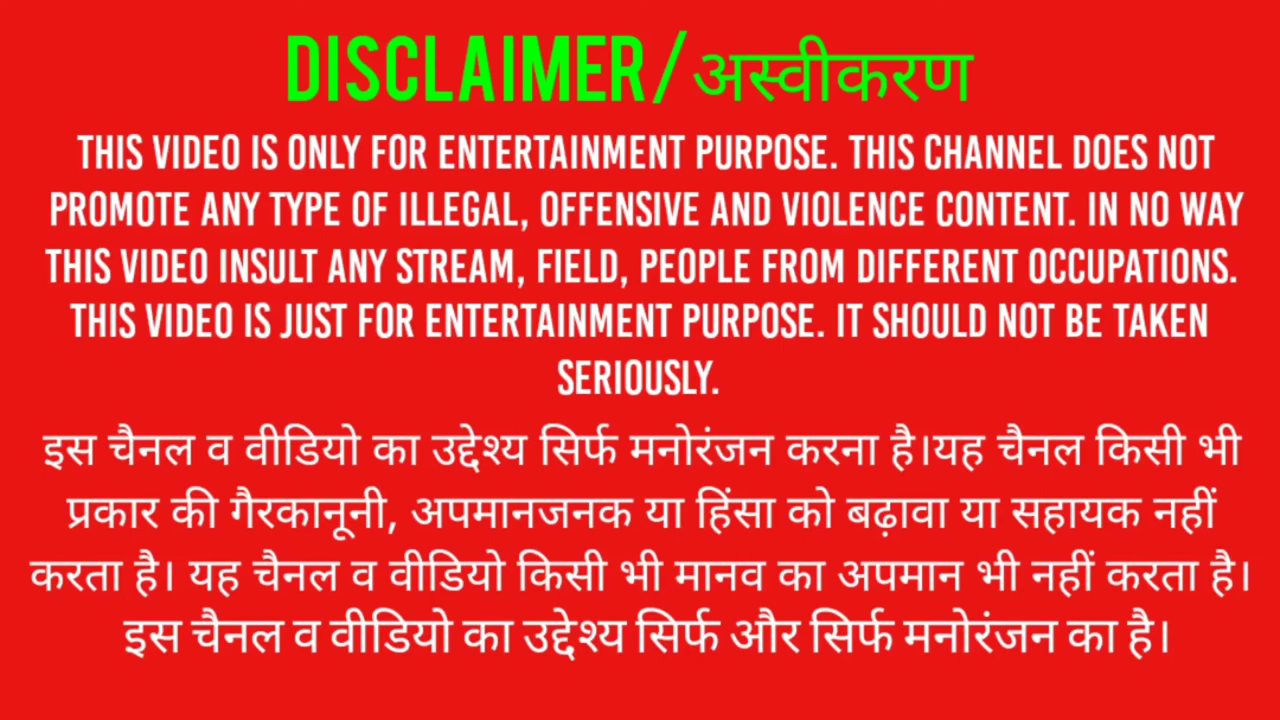 DISCLAIMER/अस्वीकरण
THIS VIDEO IS ONLY FOR ENTERTAINMENT PURPOSE. THIS CHANNEL DOES NOT
PROMOTE ANY TYPE OF ILLEGAL, OFFENSIVE AND VIOLENCE CONTENT. IN NO WAY
THIS VIDEO INSULT ANY STREAM, FIELD, PEOPLE FROM DIFFERENT OCCUPATIONS.
THIS VIDEO IS JUST FOR ENTERTAINMENT PURPOSE. IT SHOULD NOT BE TAKEN
SERIOUSLY.
इस चैनल व वीडियो का उद्देश्य सिर्फ मनोरंजन करना है।यह चैनल किसी भी
प्रकार की गैरकानूनी, अपमानजनक या हिंसा को बढ़ावा या सहायक नहीं
करता है। यह चैनल व वीडियो किसी भी मानव का अपमान भी नहीं करता है।
इस चैनल व वीडियो का उद्देश्य सिर्फ और सिर्फ मनोरंजन का है।